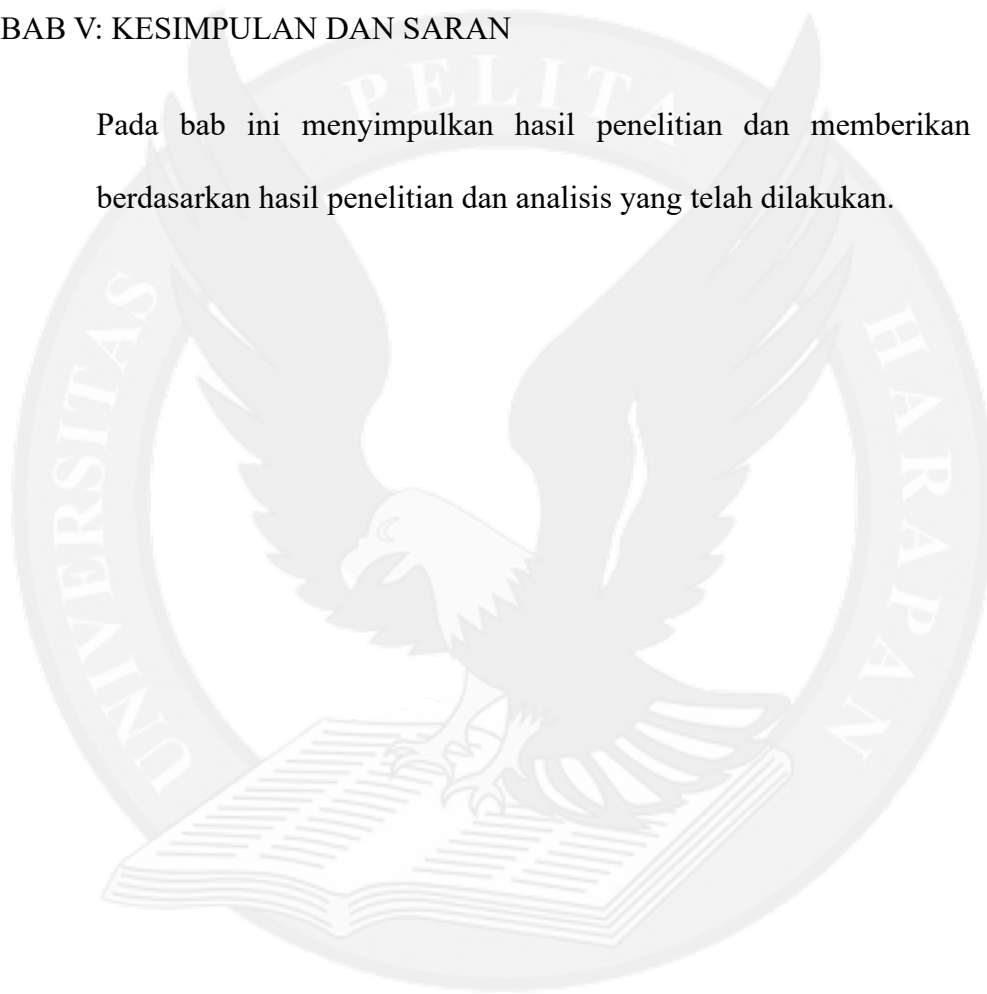 BAB V: KESIMPULAN DAN SARAN
Pada bab ini menyimpulkan hasil penelitian dan memberikan
berdasarkan hasil penelitian dan analisis yang telah dilakukan.
UNIVERSITAS PELITA HARAPAN